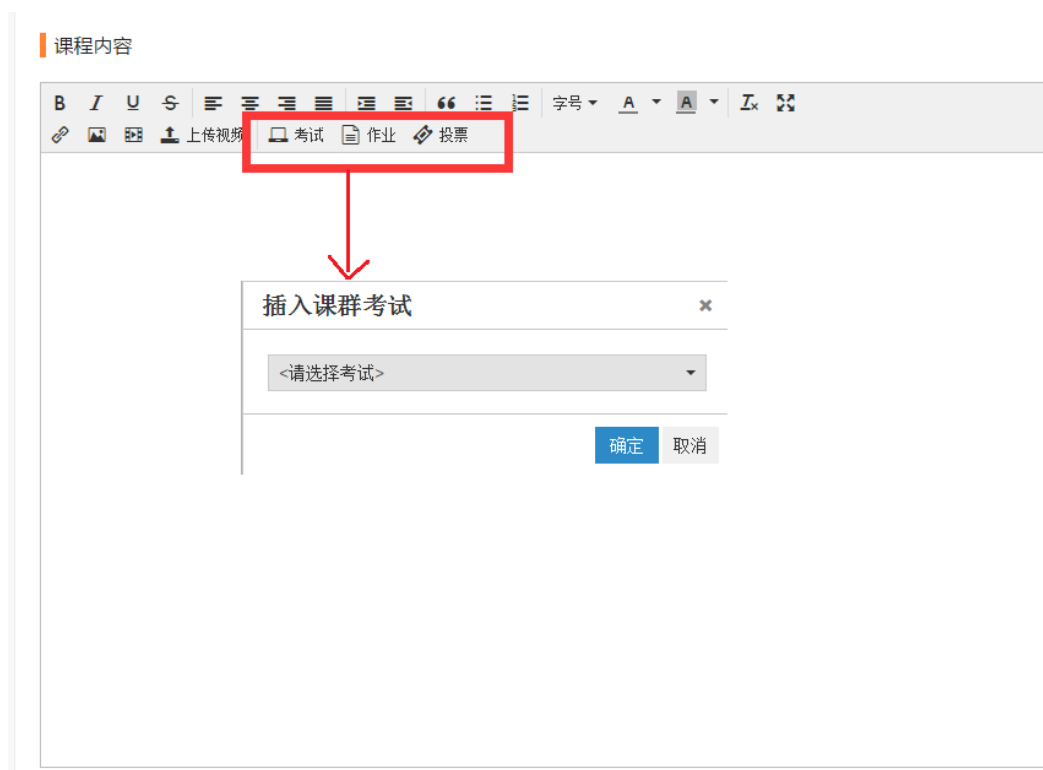 课程内容
B I U S 字号 A A Ix
上传视频 考试 作业 投票
插入课群考试 ×
<请选择考试>
确定 取消